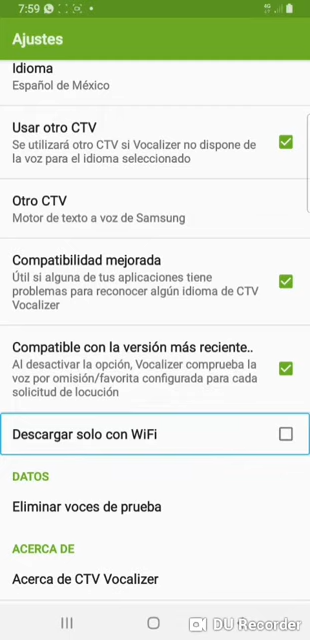 7:59
Ajustes
Idioma
Español de México
Usar otro CTV
Se utilizará otro CTV si Vocalizer no dispone de
la voz para el idioma seleccionado
Otro CTV
Motor de texto a voz de Samsung
Compatibilidad mejorada
Útil si alguna de tus aplicaciones tiene
problemas para reconocer algún idioma de CTV
Vocalizer
Compatible con la versión más reciente..
Al desactivar la opción, Vocalizer comprueba la
voz por omisión/favorita configurada para cada
solicitud de locución
Descargar solo con WiFi
DATOS
Eliminar voces de prueba
ACERCA DE
Acerca de CTV Vocalizer
DU Recorder